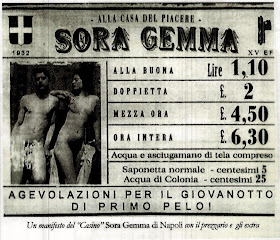 - ALLA CASA DEL PIACERE -
SORA GEMMA
1932
XV EF
ALLA BUONA Lire 1,10
DOPPIETTA £. 2
MEZZA ORA £. 4,50
ORA INTERA £. 6,30
Acqua e asciugamano di tela compreso
Saponetta normale - centesimi 5
Acqua di Colonia - centesimi 25
AGEVOLAZIONI PER IL GIOVANOTTO
DI PRIMO PELO!
Un manifesto del "Casino" Sora Gemma di Napoli con il prezzario e gli extra